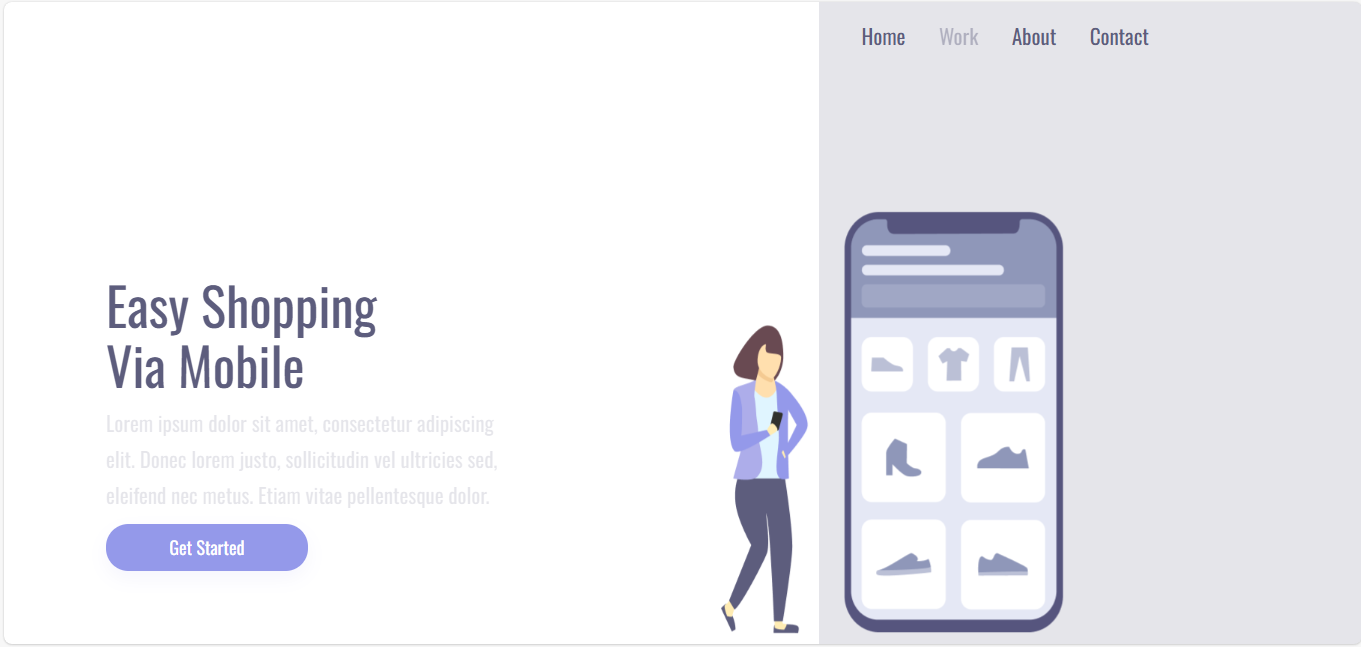 Home Work About Contact
Easy Shopping
Via Mobile
Lorem ipsum dolor sit amet, consectetur adipiscing
elit. Donec lorem justo, sollicitudin vel ultricies sed,
eleifend nec metus. Etiam vitae pellentesque dolor.
Get Started